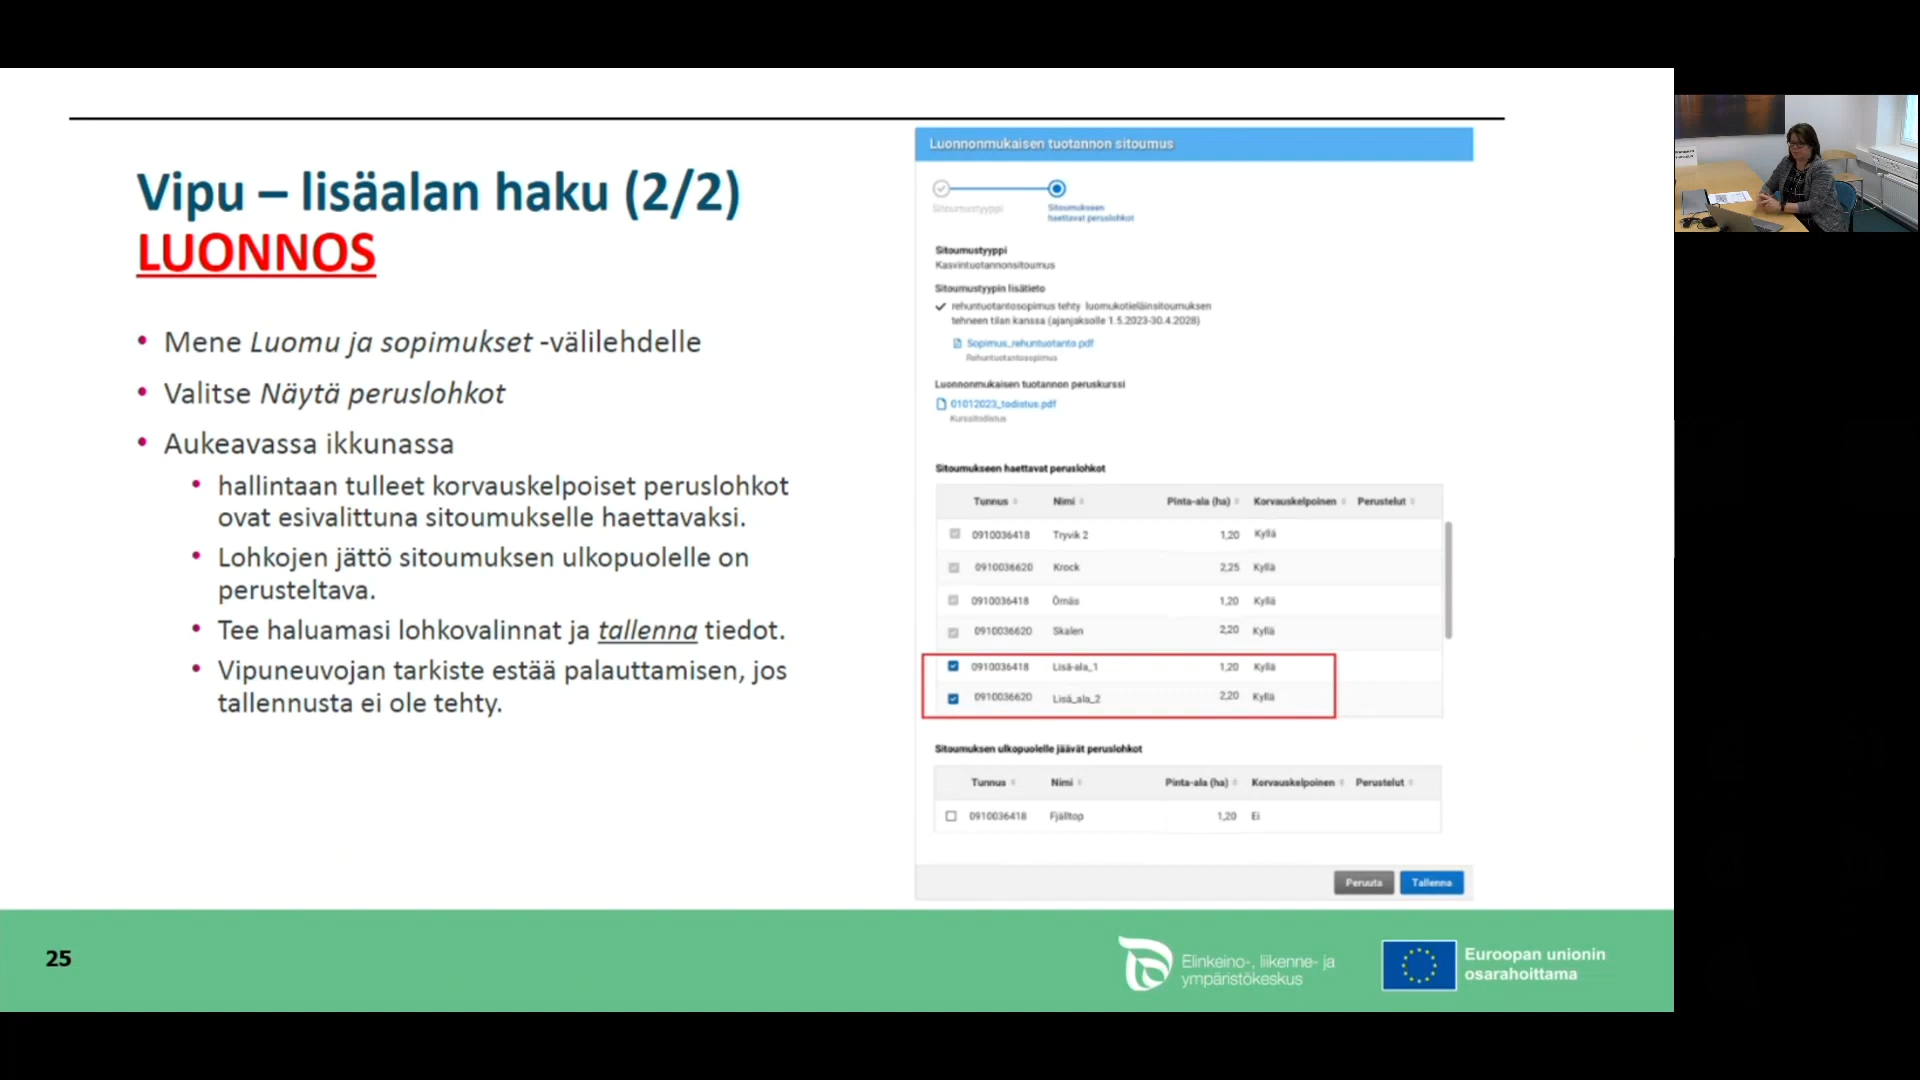 Vipu – lisäalan haku (2/2)
LUONNOS
• Mene Luomu ja sopimukset -välilehdelle
• Valitse Näytä peruslohkot
• Aukeavassa ikkunassa
• hallintaan tulleet korvauskelpoiset peruslohkot
ovat esivalittuna sitoumukselle haettavaksi.
• Lohkojen jättö sitoumuksen ulkopuolelle on
perusteltava.
• Tee haluamasi lohkovalinnat ja tallenna tiedot.
• Vipuneuvojan tarkiste estää palauttamisen, jos
tallennusta ei ole tehty.
Luonnonmukaisen tuotannon sitoumus
Sitoumustyyppi
Sitoumukseen
haettavat peruslohkot
Sitoumustyyppi
Kasvintuotannonsitoumus
Sitoumustyypin lisätieto
rehuntuotantosopimus tehty luomukotieläinsitoumuksen
tehneen tilan kanssa (ajanjaksolle 1.5.2023-30.4.2028)
Sopimus_rehuntuotanto.pdf
Rehuntuotantosopimus
Luonnonmukaisen tuotannon peruskurssi
01012023_todistus.pdf
Kurssitodistus
Sitoumukseen haettavat peruslohkot
Tunnus Nimi Pinta-ala (ha) Korvauskelpoinen Perustelut
0910036418 Tryvik 2 1,20 Kyllä
0910036620 Krock 2,25 Kyllä
0910036418 Örnäs 1,20 Kyllä
0910036620 Skalen 2,20 Kyllä
0910036418 Lisä-ala_1 1,20 Kyllä
0910036620 Lisä_ala_2 2,20 Kyllä
Sitoumuksen ulkopuolelle jäävät peruslohkot
Tunnus Nimi Pinta-ala (ha) Korvauskelpoinen Perustelut
0910036418 Fjälltop 1,20 Ei
Peruuta Tallenna
25
Elinkeino-, liikenne- ja
ympäristökeskus
Euroopan unionin
osarahoittama